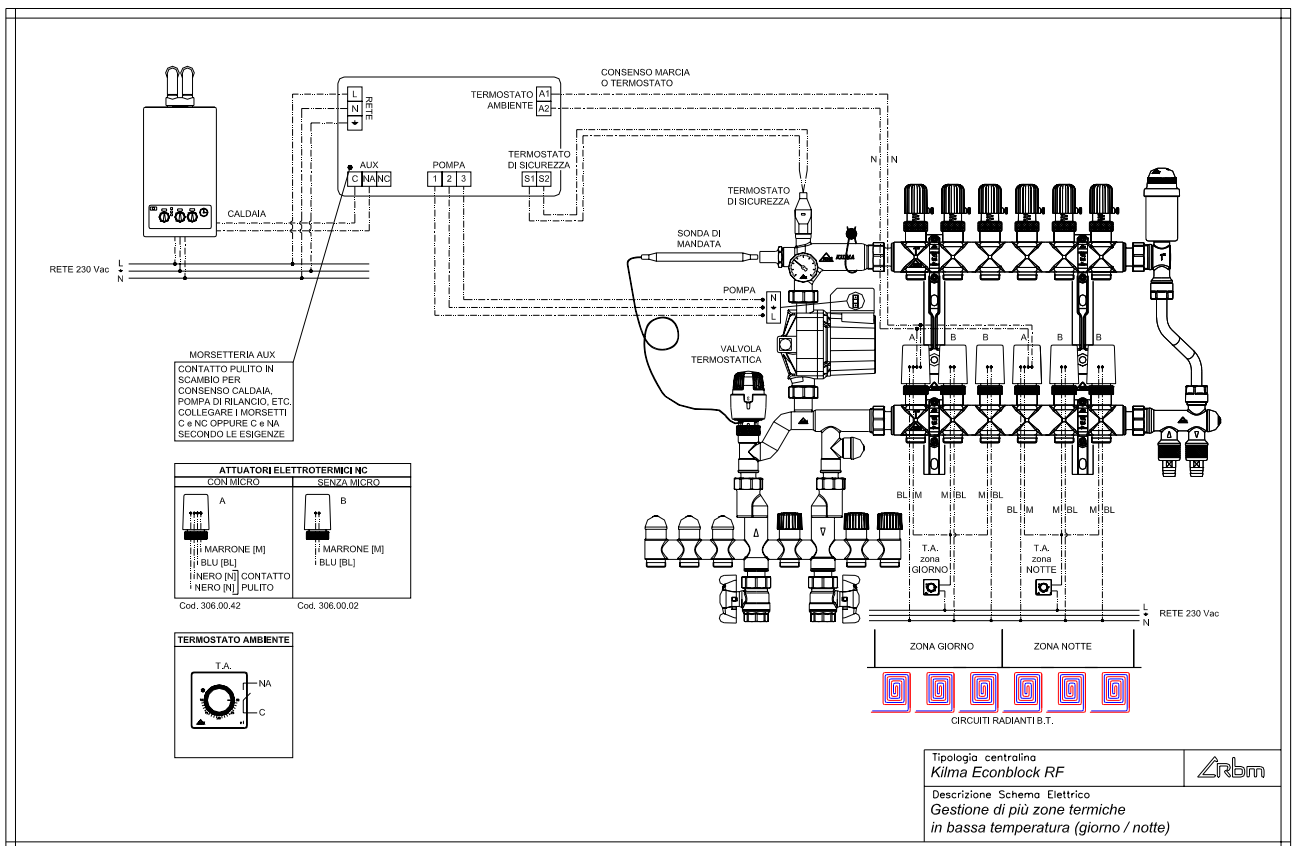 CONSENSO MARCIA
O TERMOSTATO
L
N
RETE
TERMOSTATO
AMBIENTE
A1
A2
AUX
C NA NC
POMPA
1 2 3
TERMOSTATO
DI SICUREZZA
S1 S2
N N
CALDAIA
TERMOSTATO
DI SICUREZZA
SONDA DI
MANDATA
KILMA
1"
RETE 230 Vac
L
N
POMPA
N
L
VALVOLA
TERMOSTATICA
A B B A B B
MORSETTERIA AUX
CONTATTO PULITO IN
SCAMBIO PER
CONSENSO CALDAIA,
POMPA DI RILANCIO, ETC.
COLLEGARE I MORSETTI
C e NC OPPURE C e NA
SECONDO LE ESIGENZE
ATTUATORI ELETTROTERMICI NC
CON MICRO
SENZA MICRO
A
B
MARRONE [M]
BLU [BL]
NERO [N]
NERO [N]
CONTATTO
PULITO
MARRONE [M]
BLU [BL]
Cod. 306.00.42
Cod. 306.00.02
BL M M BL M BL
BL M M BL M BL
T.A.
zona
GIORNO
T.A.
zona
NOTTE
L
N
RETE 230 Vac
ZONA GIORNO
ZONA NOTTE
CIRCUITI RADIANTI B.T.
TERMOSTATO AMBIENTE
T.A.
NA
C
Tipologia centralina
Kilma Econblock RF
rbm
Descrizione Schema Elettrico
Gestione di più zone termiche
in bassa temperatura (giorno / notte)